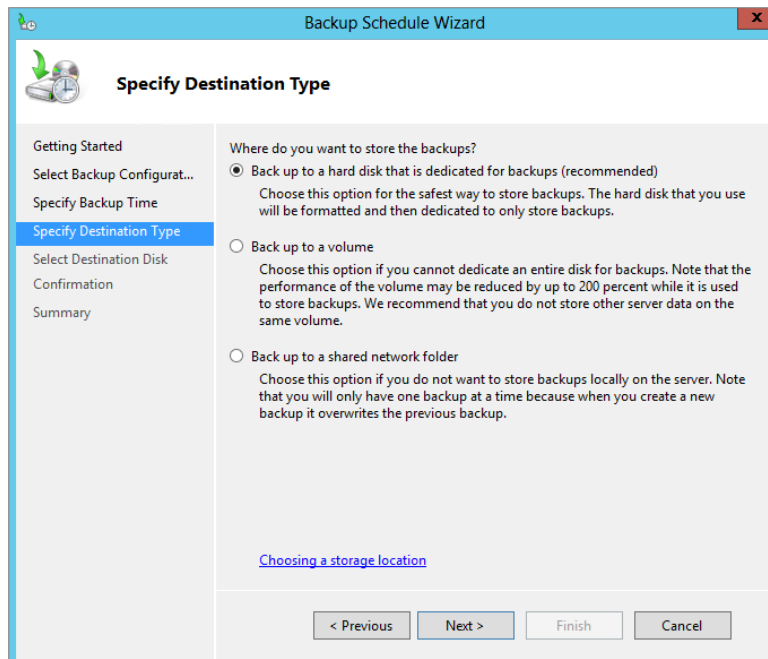 Backup Schedule Wizard
x
Specify Destination Type
Getting Started
Select Backup Configurat...
Specify Backup Time
Specify Destination Type
Select Destination Disk
Confirmation
Summary
Where do you want to store the backups?
Back up to a hard disk that is dedicated for backups (recommended)
Choose this option for the safest way to store backups. The hard disk that you use
will be formatted and then dedicated to only store backups.
Back up to a volume
Choose this option if you cannot dedicate an entire disk for backups. Note that the
performance of the volume may be reduced by up to 200 percent while it is used
to store backups. We recommend that you do not store other server data on the
same volume.
Back up to a shared network folder
Choose this option if you do not want to store backups locally on the server. Note
that you will only have one backup at a time because when you create a new
backup it overwrites the previous backup.
Choosing a storage location
< Previous
Next >
Finish
Cancel